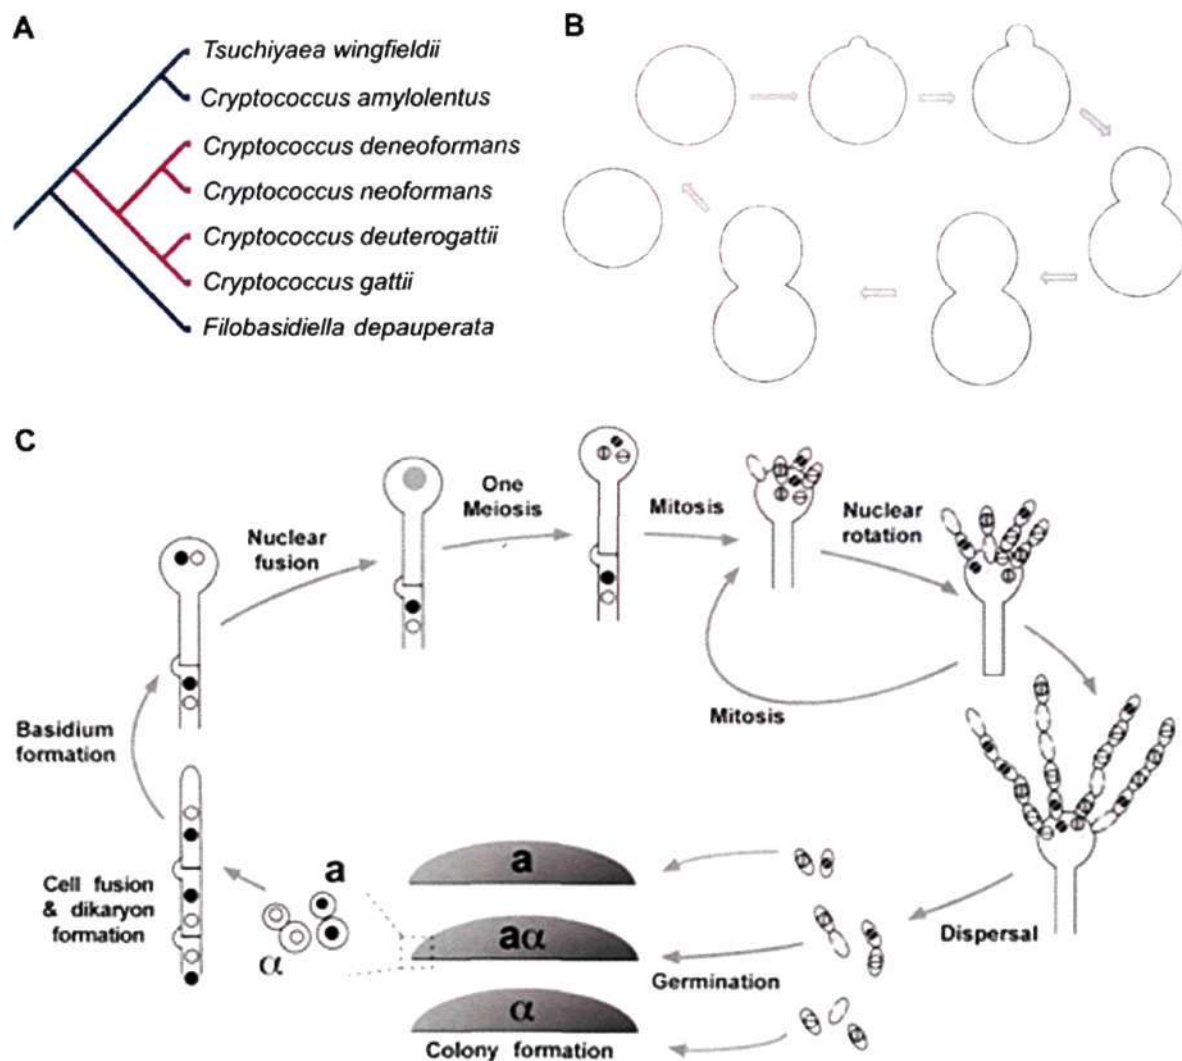 A
Tsuchiyaea wingfieldii
Cryptococcus amylolentus
Cryptococcus deneoformans
Cryptococcus neoformans
Cryptococcus deuterogattii
Cryptococcus gattii
Filobasidiella depauperata
B
C
Nuclear
fusion
One
Meiosis
Mitosis
Nuclear
rotation
Mitosis
Basidium
formation
Cell fusion
& dikaryon
formation
a
α
a
aα
α
Colony formation
Germination
Dispersal